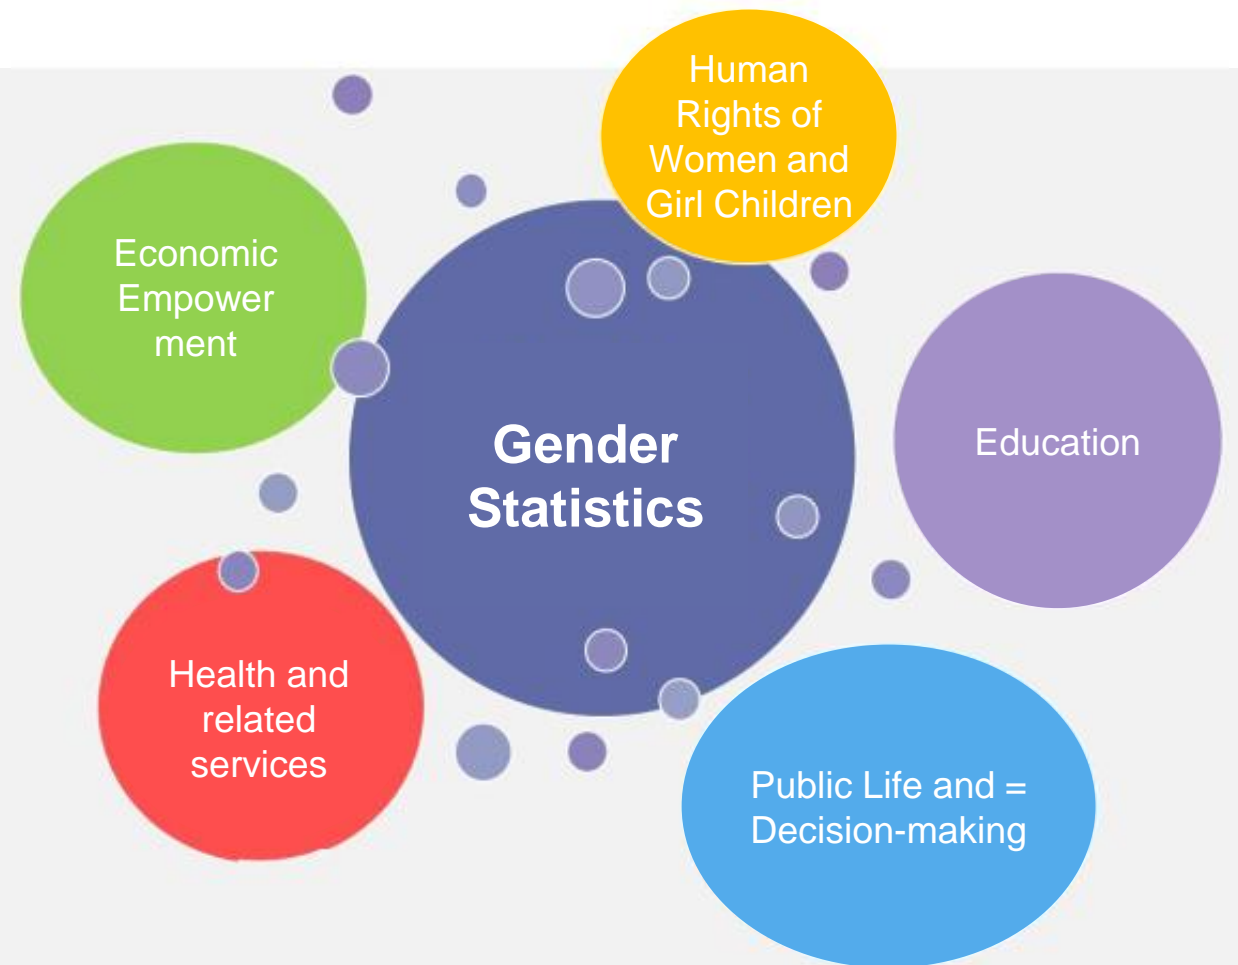 Human
Rights of
Women and
Girl Children
Economic
Empower
ment
Gender
Statistics
Education
Health and
related
services
Public Life and =
Decision-making